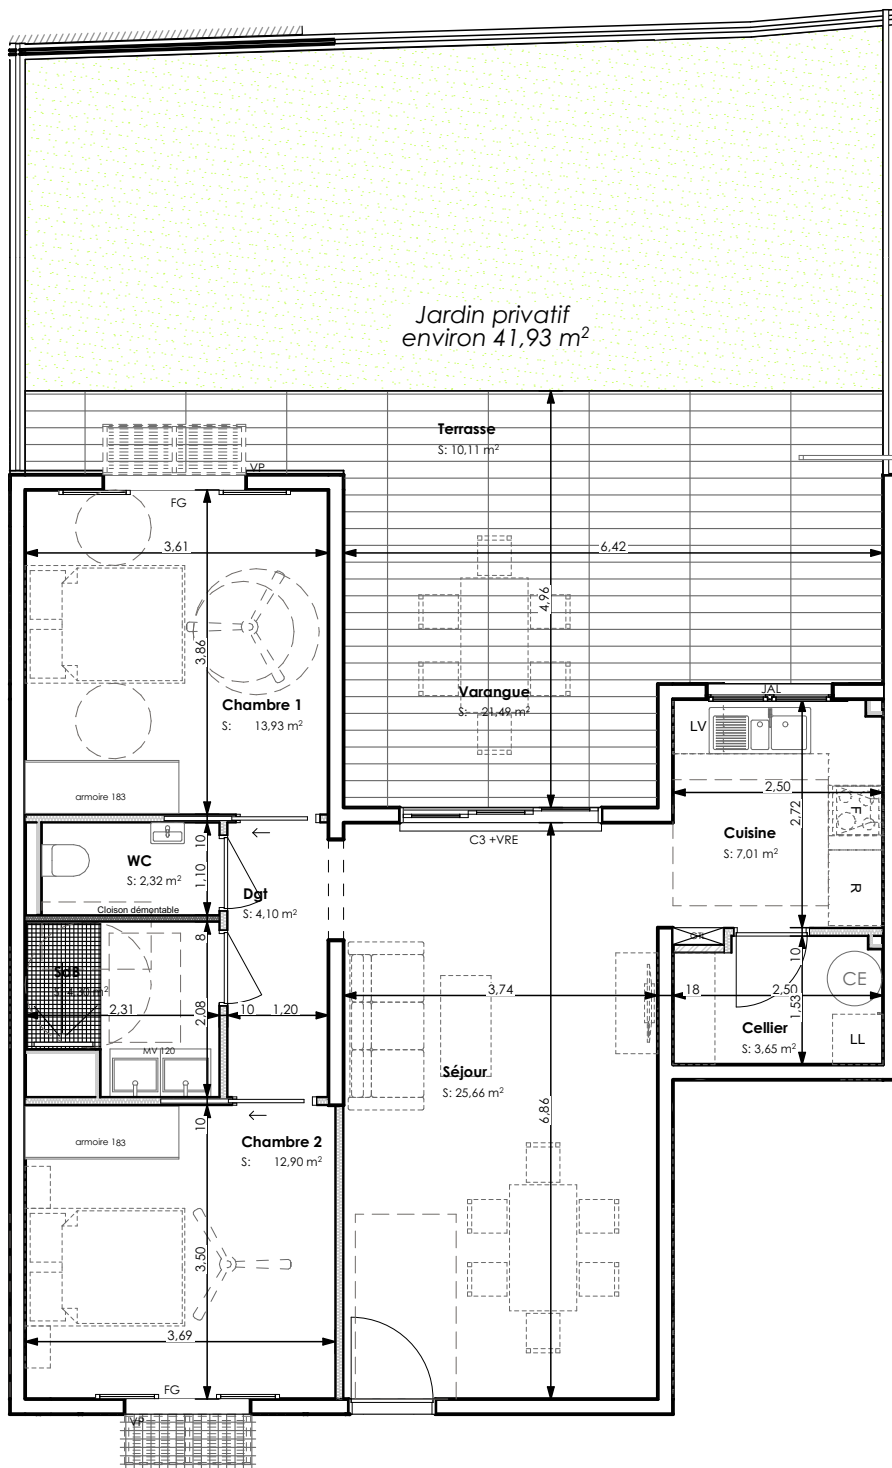 Jardin privatif
environ 41,93 m²
Terrasse
S: 10,11 m²
VP
FG
3,61
6,42
4,96
3,86
Chambre 1
S: 13,93 m²
Varangue
S: 21,49 m²
JAL
LV
2,50
2,72
F
armoire 183
C3 +VRE
Cuisine
S: 7,01 m²
R
10
WC
S: 2,32 m²
1,10
Dgt
S: 4,10 m²
Cloison démontable
8
SdB
2,31
2,08
10
1,20
3,74
18
2,50
10
1,53
CE
Cellier
S: 3,65 m²
LL
MV 120
Séjour
S: 25,66 m²
6,86
10
Chambre 2
S: 12,90 m²
armoire 183
3,50
3,69
FG
VP